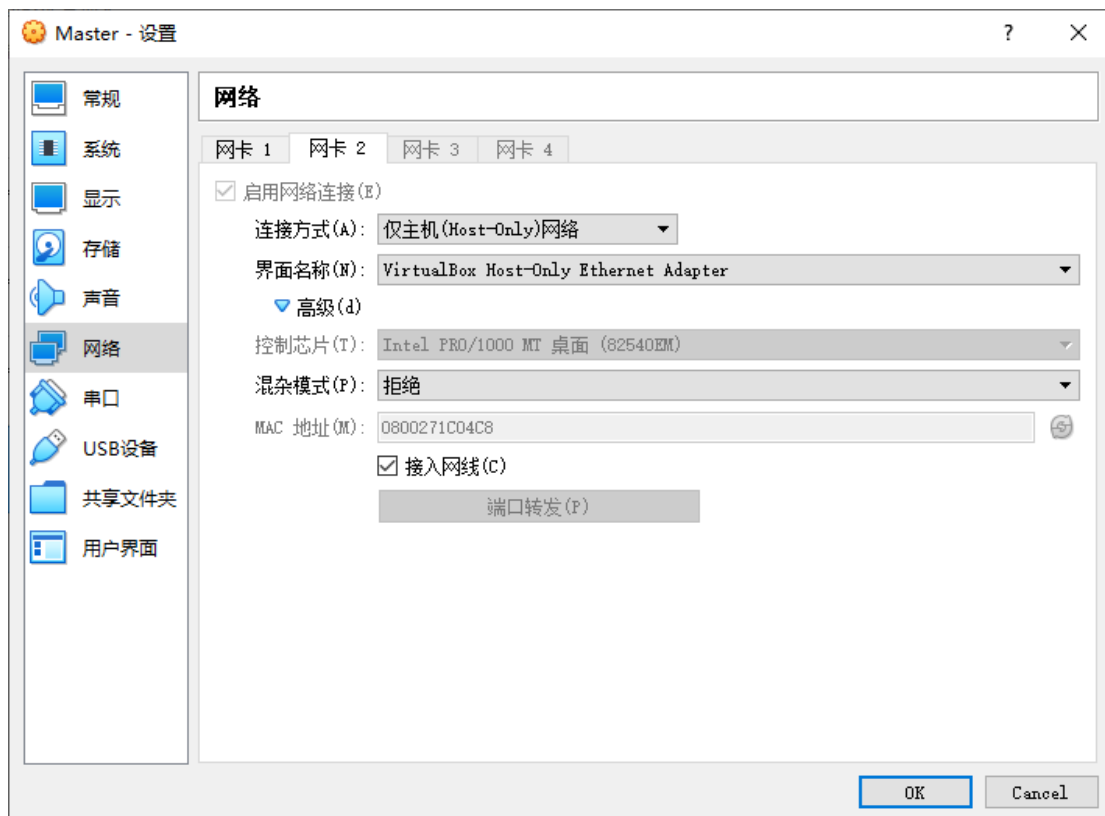 Master - 设置
?
常规
系统
显示
存储
声音
网络
串口
USB设备
共享文件夹
用户界面
网络
网卡 1 网卡 2 网卡 3 网卡 4
启用网络连接(E)
连接方式(A): 仅主机(Host-Only)网络
界面名称(N): VirtualBox Host-Only Ethernet Adapter
高级(d)
控制芯片(T): Intel PRO/1000 MT 桌面 (82540EM)
混杂模式(P): 拒绝
MAC 地址(M): 0800271C04C8
接入网线(C)
端口转发(P)
OK Cancel